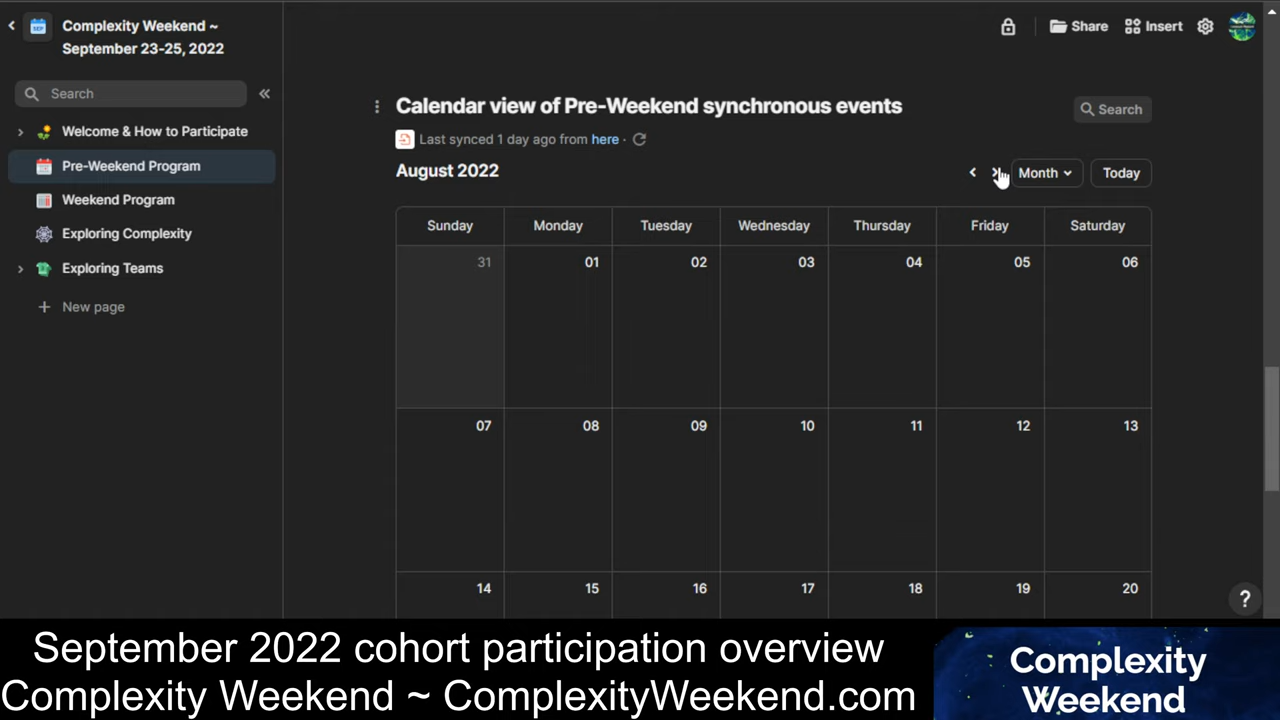 Complexity Weekend ~
September 23-25, 2022
Share
Insert
Search
Welcome & How to Participate
Pre-Weekend Program
Weekend Program
Exploring Complexity
Exploring Teams
New page
Calendar view of Pre-Weekend synchronous events
Search
Last synced 1 day ago from here ·
August 2022
Month
Today
Sunday Monday Tuesday Wednesday Thursday Friday Saturday
31 01 02 03 04 05 06
07 08 09 10 11 12 13
14 15 16 17 18 19 20
?
September 2022 cohort participation overview
Complexity Weekend ~ ComplexityWeekend.com
Complexity
Weekend